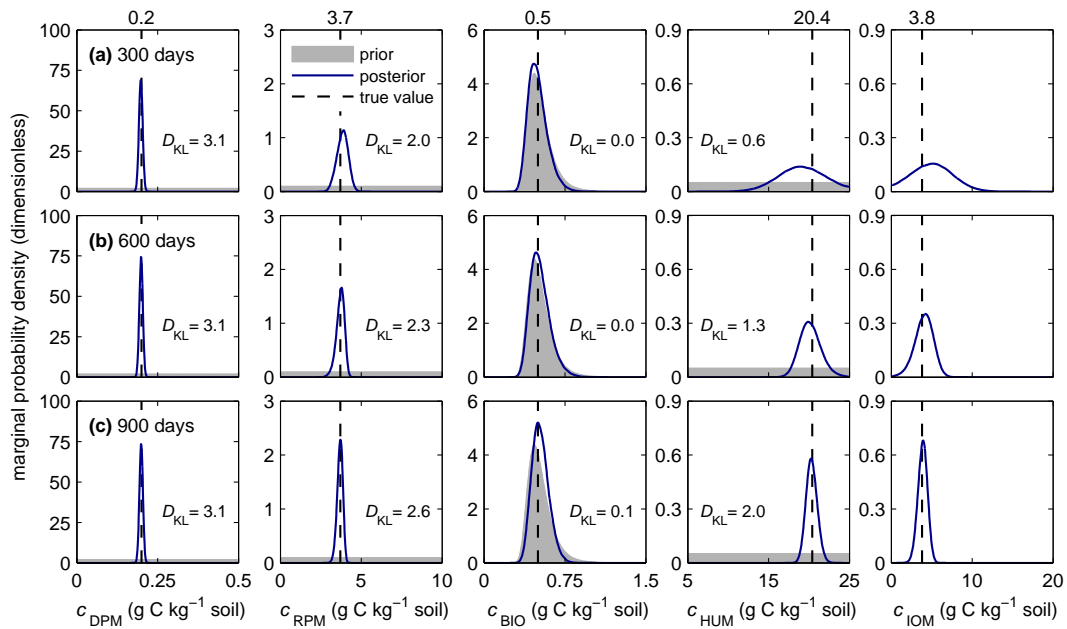 0.2 3.7 0.5 20.4 3.8
100 3 6 0.9 0.9
(a) 300 days
prior
posterior
true value
75 2 4 0.6 0.6
50
D_KL= 3.1 D_KL= 2.0 D_KL= 0.0 D_KL= 0.6
25 1 2 0.3 0.3
0 0 0 0 0
100 3 6 0.9 0.9
(b) 600 days
75 2 4 0.6 0.6
50
D_KL= 3.1 D_KL= 2.3 D_KL= 0.0 D_KL= 1.3
25 1 2 0.3 0.3
0 0 0 0 0
100 3 6 0.9 0.9
(c) 900 days
75 2 4 0.6 0.6
50
D_KL= 3.1 D_KL= 2.6 D_KL= 0.1 D_KL= 2.0
25 1 2 0.3 0.3
0 0 0 0 0
0 0.2 0.5 0 5 10 0 0.75 1.5 5 15 25 0 10 20
c_DPM (g C kg⁻¹ soil) c_RPM (g C kg⁻¹ soil) c_BIO (g C kg⁻¹ soil) c_HUM (g C kg⁻¹ soil) c_IOM (g C kg⁻¹ soil)
marginal probability density (dimensionless)